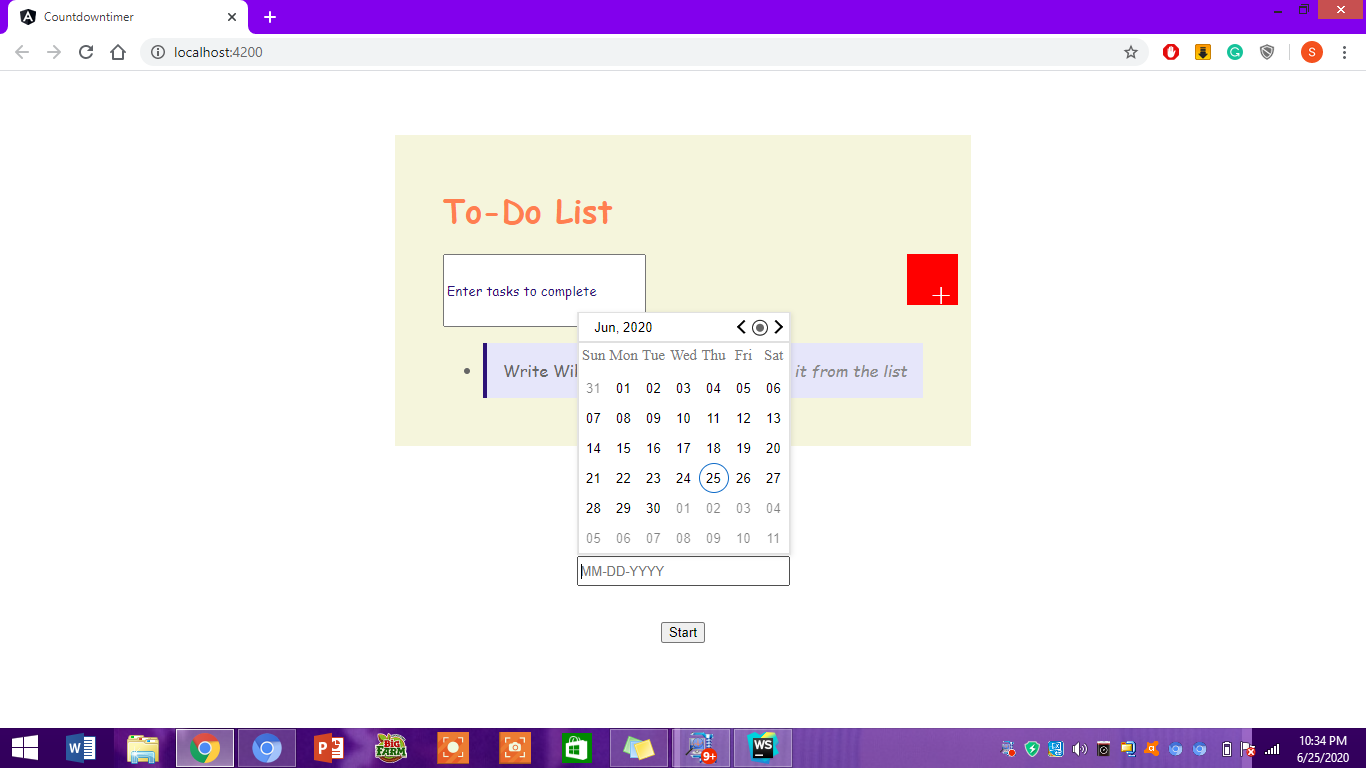 Countdowntimer
localhost:4200
S
To-Do List
Enter tasks to complete
Jun, 2020
Sun Mon Tue Wed Thu Fri Sat
Write Wil it from the list
31 01 02 03 04 05 06
07 08 09 10 11 12 13
14 15 16 17 18 19 20
21 22 23 24 25 26 27
28 29 30 01 02 03 04
05 06 07 08 09 10 11
MM-DD-YYYY
Start
BIG FARM
9+
WS
10:34 PM
6/25/2020